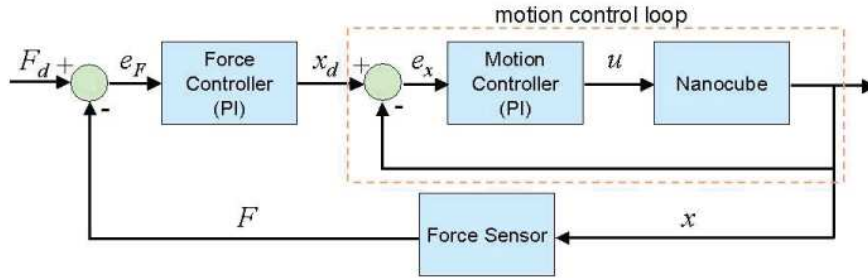 motion control loop
F_d
+
e_F
Force
Controller
(PI)
x_d
+
e_x
Motion
Controller
(PI)
u
Nanocube
-
-
F
Force Sensor
x